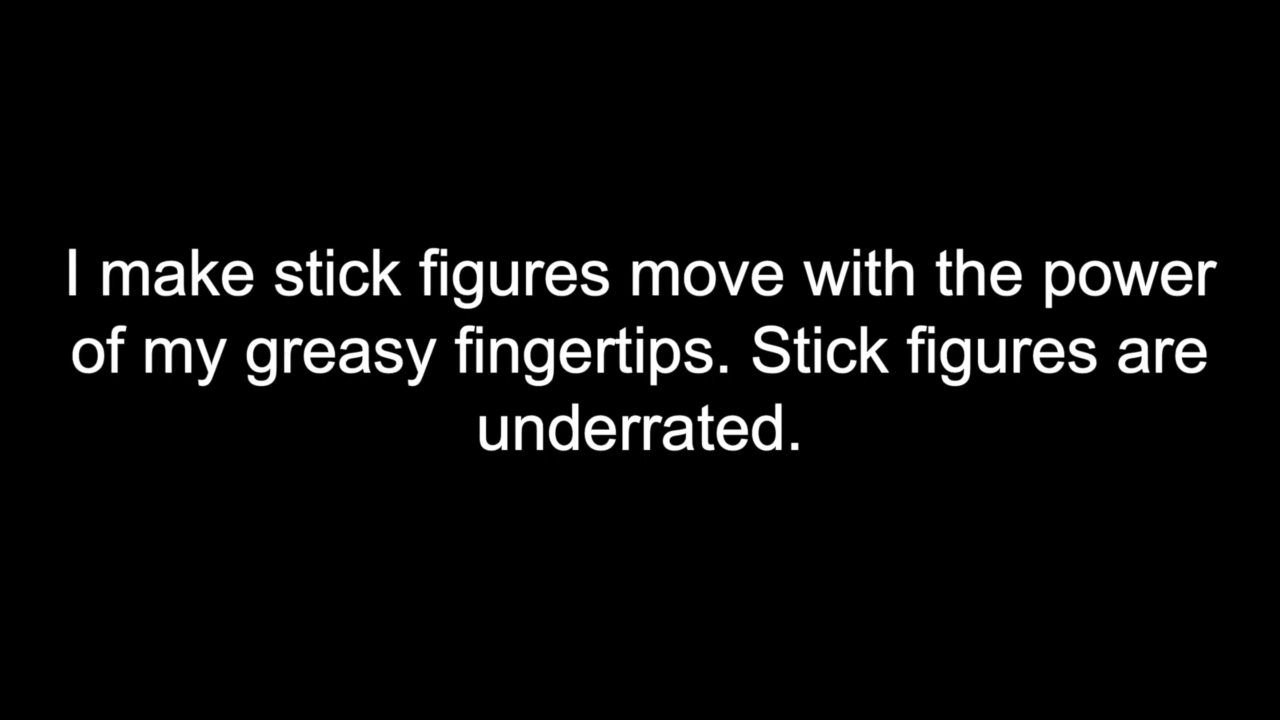 I make stick figures move with the power
of my greasy fingertips. Stick figures are
underrated.